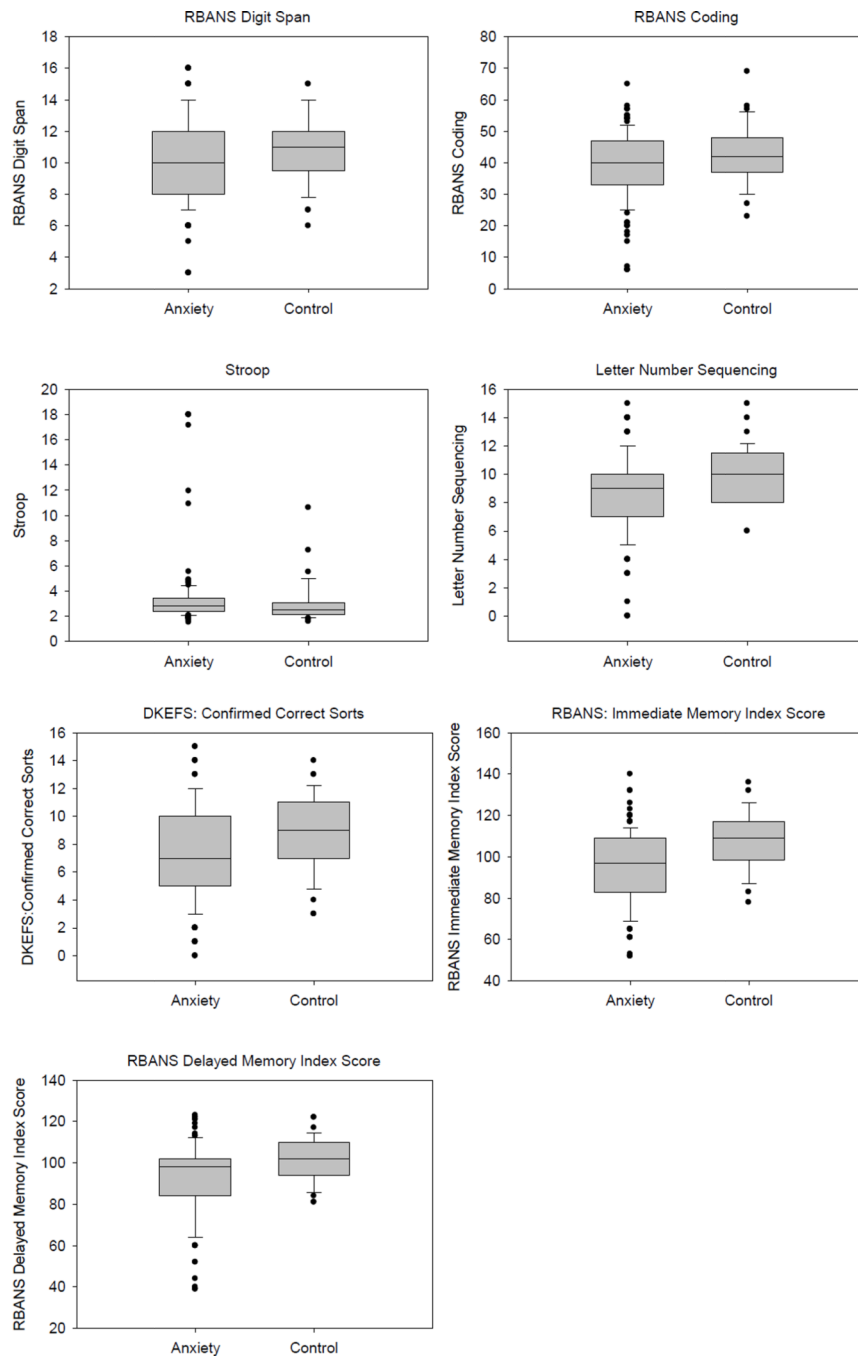 RBANS Digit Span
RBANS Digit Span
18
16
14
12
10
8
6
4
2
Anxiety Control
RBANS Coding
RBANS Coding
80
70
60
50
40
30
20
10
0
Anxiety Control
Stroop
Stroop
20
18
16
14
12
10
8
6
4
2
0
Anxiety Control
Letter Number Sequencing
Letter Number Sequencing
16
14
12
10
8
6
4
2
0
Anxiety Control
DKEFS: Confirmed Correct Sorts
DKEFS:Confirmed Correct Sorts
16
14
12
10
8
6
4
2
0
Anxiety Control
RBANS: Immediate Memory Index Score
RBANS Immediate Memory Index Score
160
140
120
100
80
60
40
Anxiety Control
RBANS Delayed Memory Index Score
RBANS Delayed Memory Index Score
140
120
100
80
60
40
20
Anxiety Control